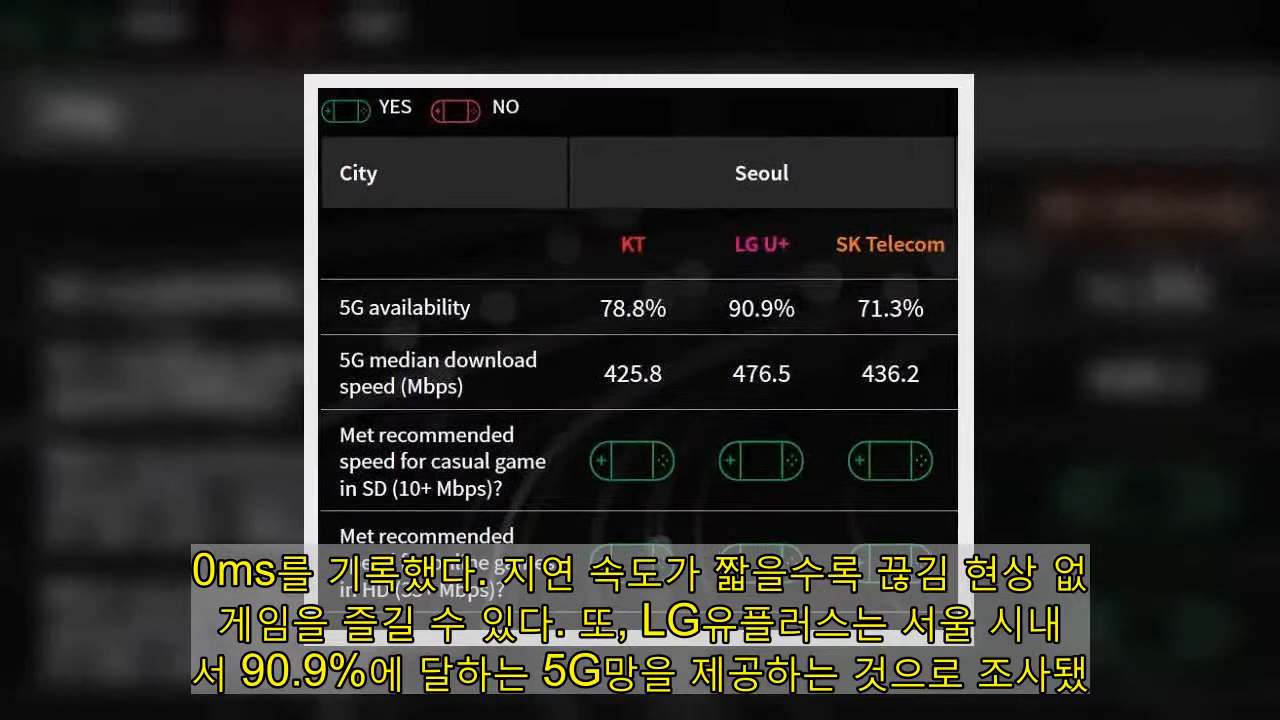 YES NO
City Seoul
KT LG U+ SK Telecom
5G availability 78.8% 90.9% 71.3%
5G median download
speed (Mbps) 425.8 476.5 436.2
Met recommended
speed for casual game
in SD (10+ Mbps)?
Met recommended
0ms를 기록했다. 지연 속도가 짧을수록 끊김 현상 없
게임을 즐길 수 있다. 또, LG유플러스는 서울 시내
서 90.9%에 달하는 5G망을 제공하는 것으로 조사됐